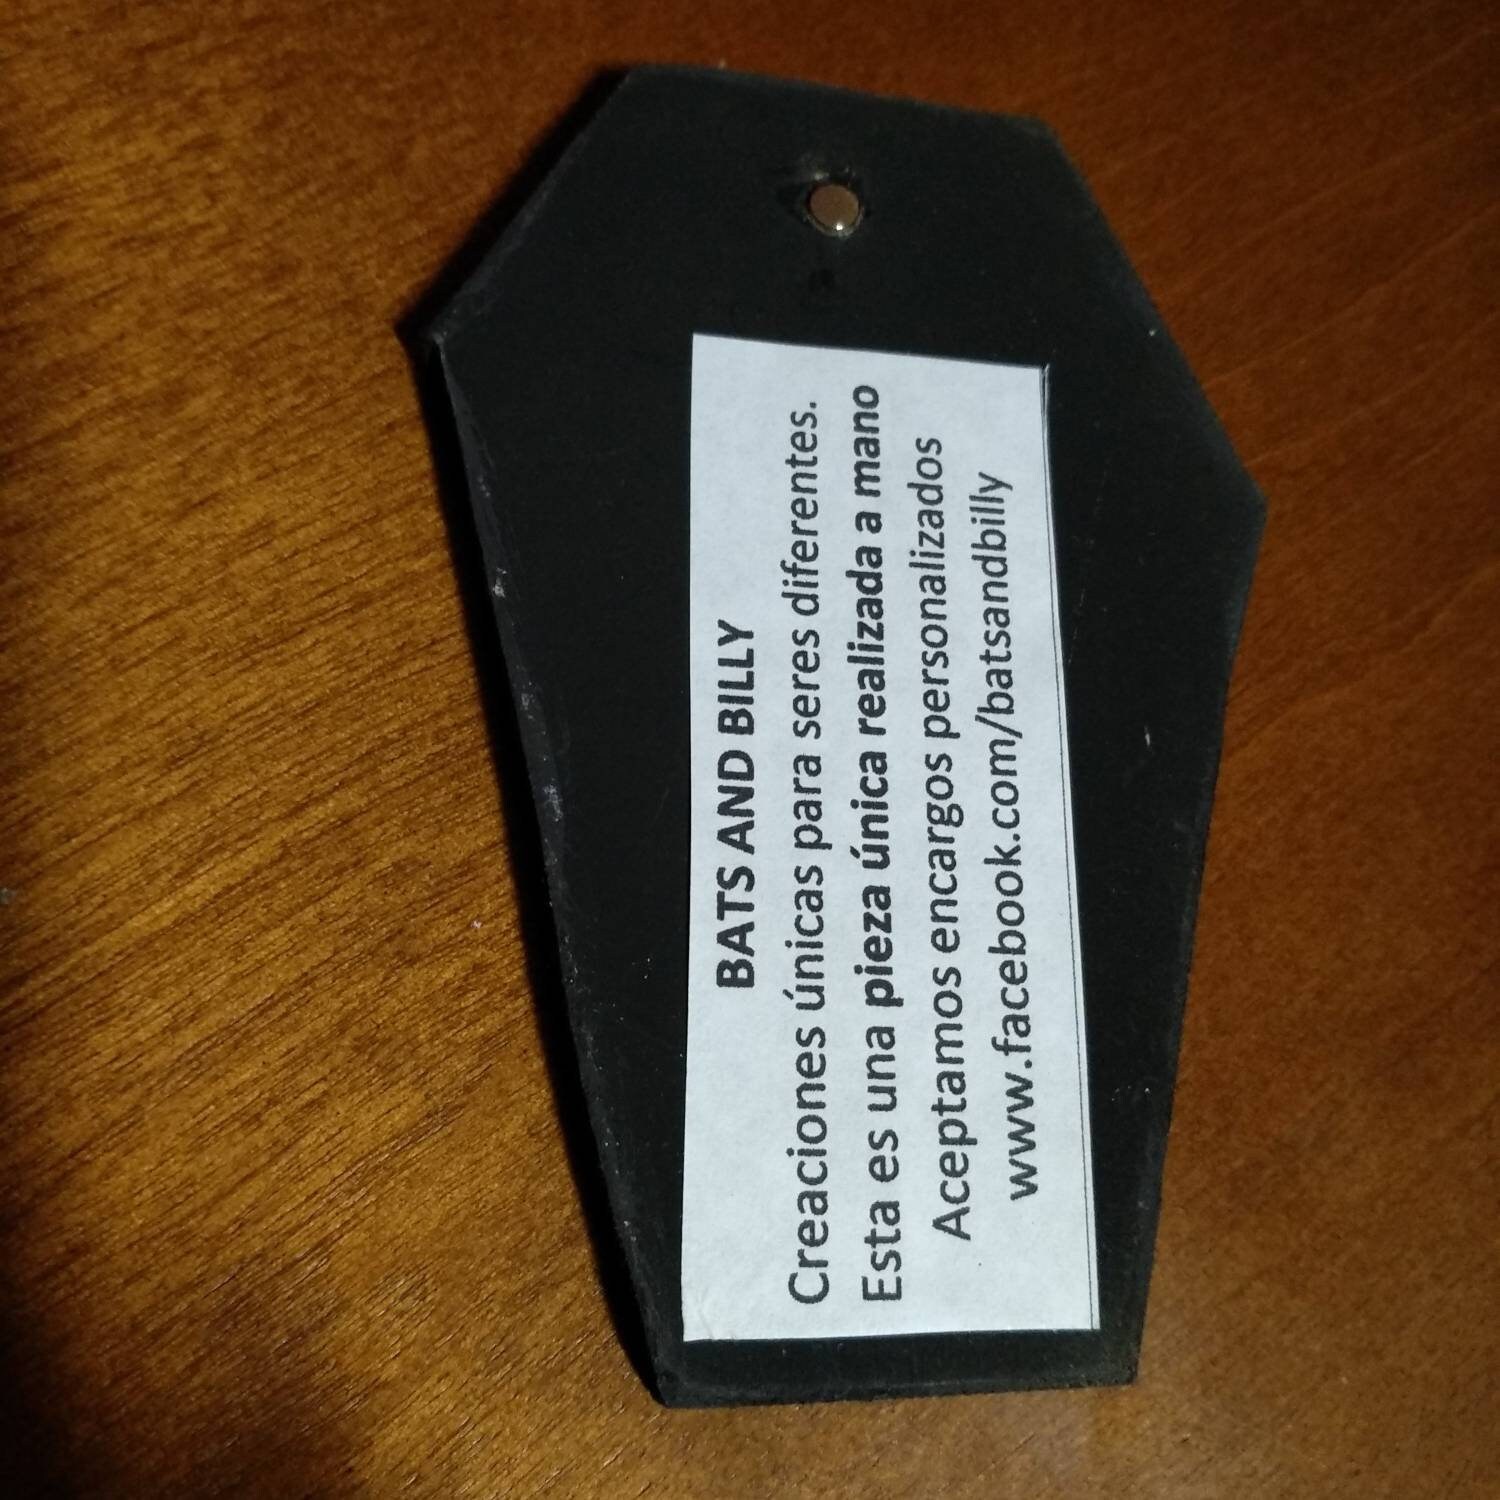 BATS AND BILLY
Creaciones únicas para seres diferentes.
Esta es una pieza única realizada a mano
Aceptamos encargos personalizados
www.facebook.com/batsandbilly